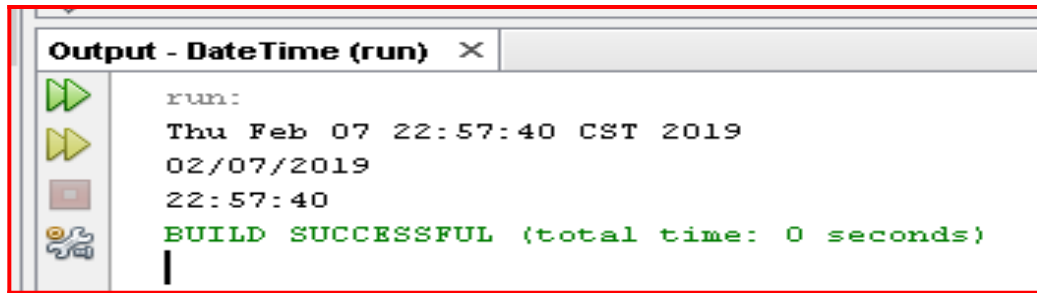 Output - DateTime (run) ×
run:
Thu Feb 07 22:57:40 CST 2019
02/07/2019
22:57:40
BUILD SUCCESSFUL (total time: 0 seconds)